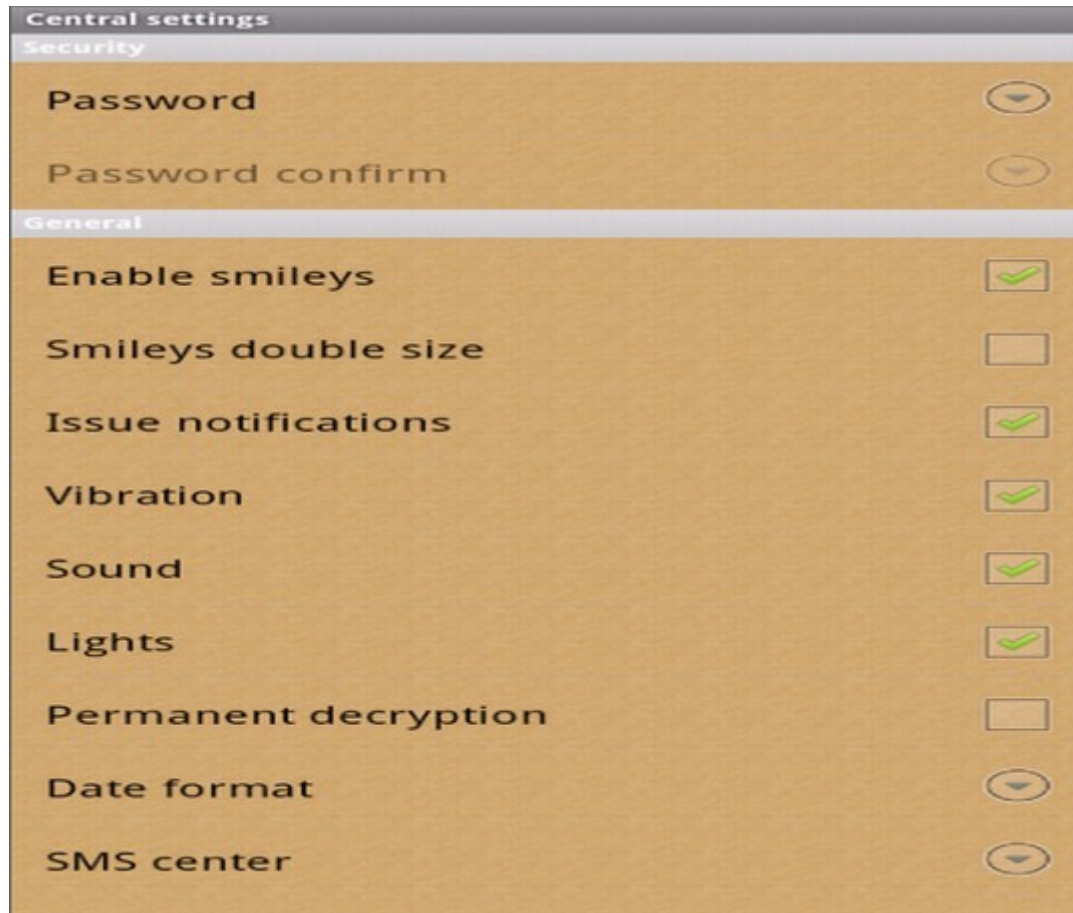 Central settings
Security
Password
Password confirm
General
Enable smileys
Smileys double size
Issue notifications
Vibration
Sound
Lights
Permanent decryption
Date format
SMS center